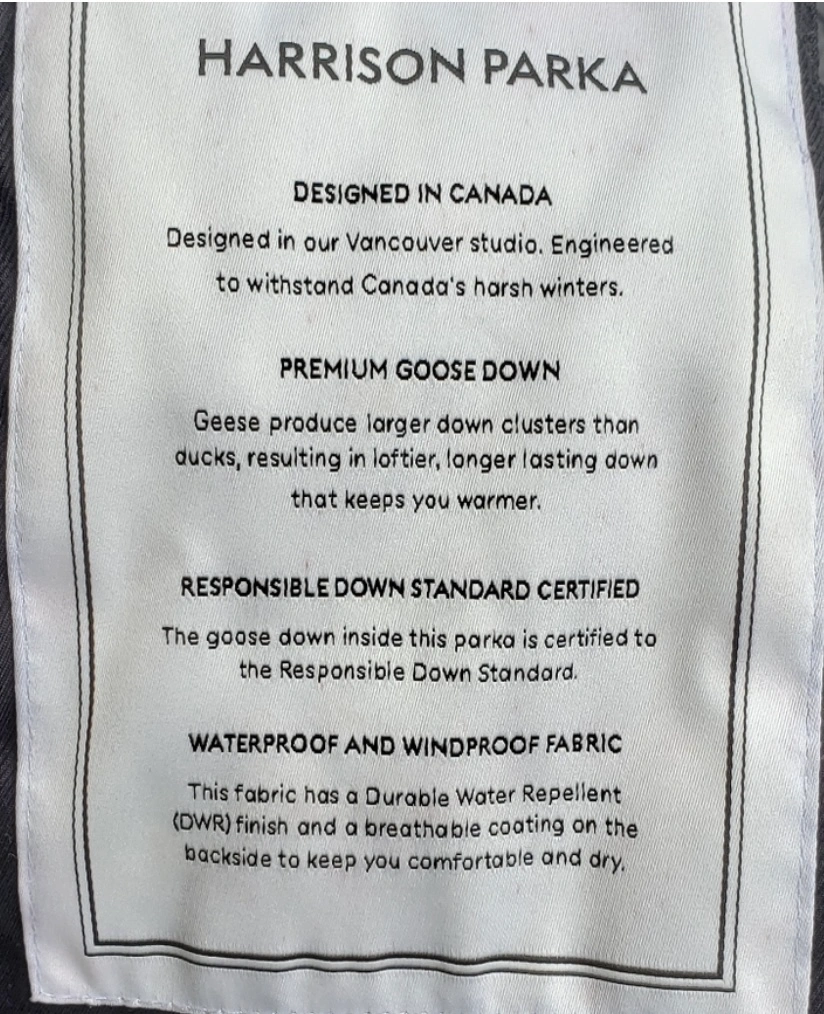 HARRISON PARKA
DESIGNED IN CANADA
Designed in our Vancouver studio. Engineered
to withstand Canada's harsh winters.
PREMIUM GOOSE DOWN
Geese produce larger down clusters than
ducks, resulting in loftier, longer lasting down
that keeps you warmer.
RESPONSIBLE DOWN STANDARD CERTIFIED
The goose down inside this parka is certified to
the Responsible Down Standard.
WATERPROOF AND WINDPROOF FABRIC
This fabric has a Durable Water Repellent
(DWR) finish and a breathable coating on the
backside to keep you comfortable and dry.